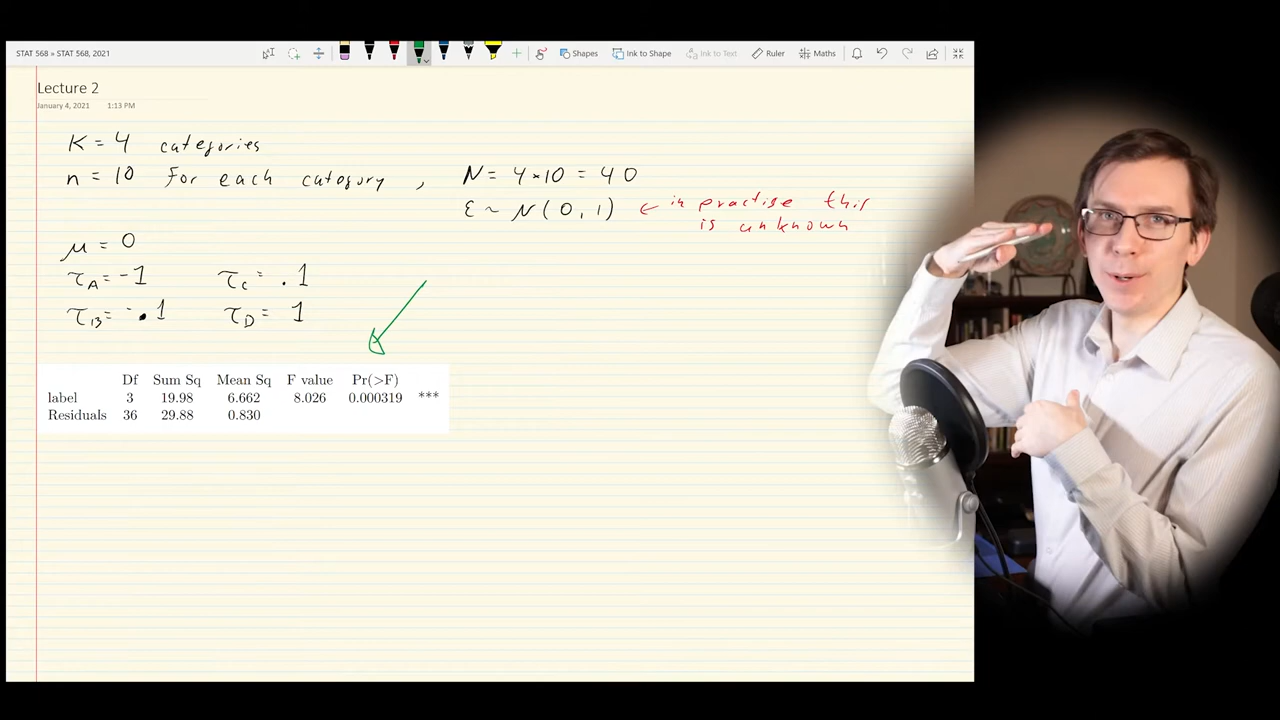 STAT 568 » STAT 568, 2021
Shapes Ink to Shape Ink to Text Ruler Maths
Lecture 2
January 4, 2021 1:13 PM
K = 4 categories
n = 10 for each category , N = 4×10 = 40
ε ~ N(0,1) ← in practise this
is unknown
μ = 0
τA = -1 τC = .1
τB = -.1 τD = 1
Df Sum Sq Mean Sq F value Pr(>F)
label 3 19.98 6.662 8.026 0.000319 ***
Residuals 36 29.88 0.830